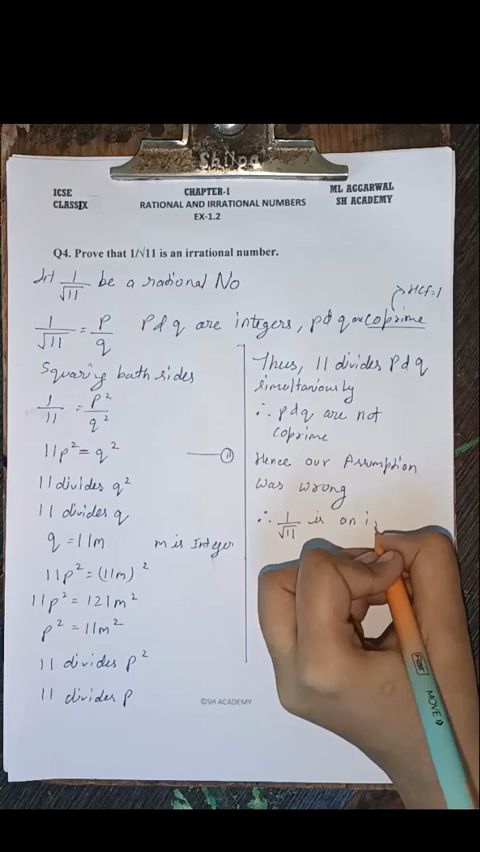 Shilpa
ICSE
CLASS IX
CHAPTER-1
RATIONAL AND IRRATIONAL NUMBERS
EX-1.2
ML AGGARWAL
SH ACADEMY
Q4. Prove that 1/√11 is an irrational number.
let 1/√11 be a rational No
→ HCF=1
1/√11 = p/q P & q are integers, p & q are coprime
Squaring both sides
1/11 = p²/q²
11p² = q² —— (ii)
11 divides q²
11 divides q
q = 11m m is Integer
11p² = (11m)²
11p² = 121m²
p² = 11m²
11 divides p²
11 divides p
Thus, 11 divides P & q
simultaniously
∴ p & q are not
coprime
Hence our Assumption
was wrong
∴ 1/√11 is an i
©SH ACADEMY
Flair
MOVE